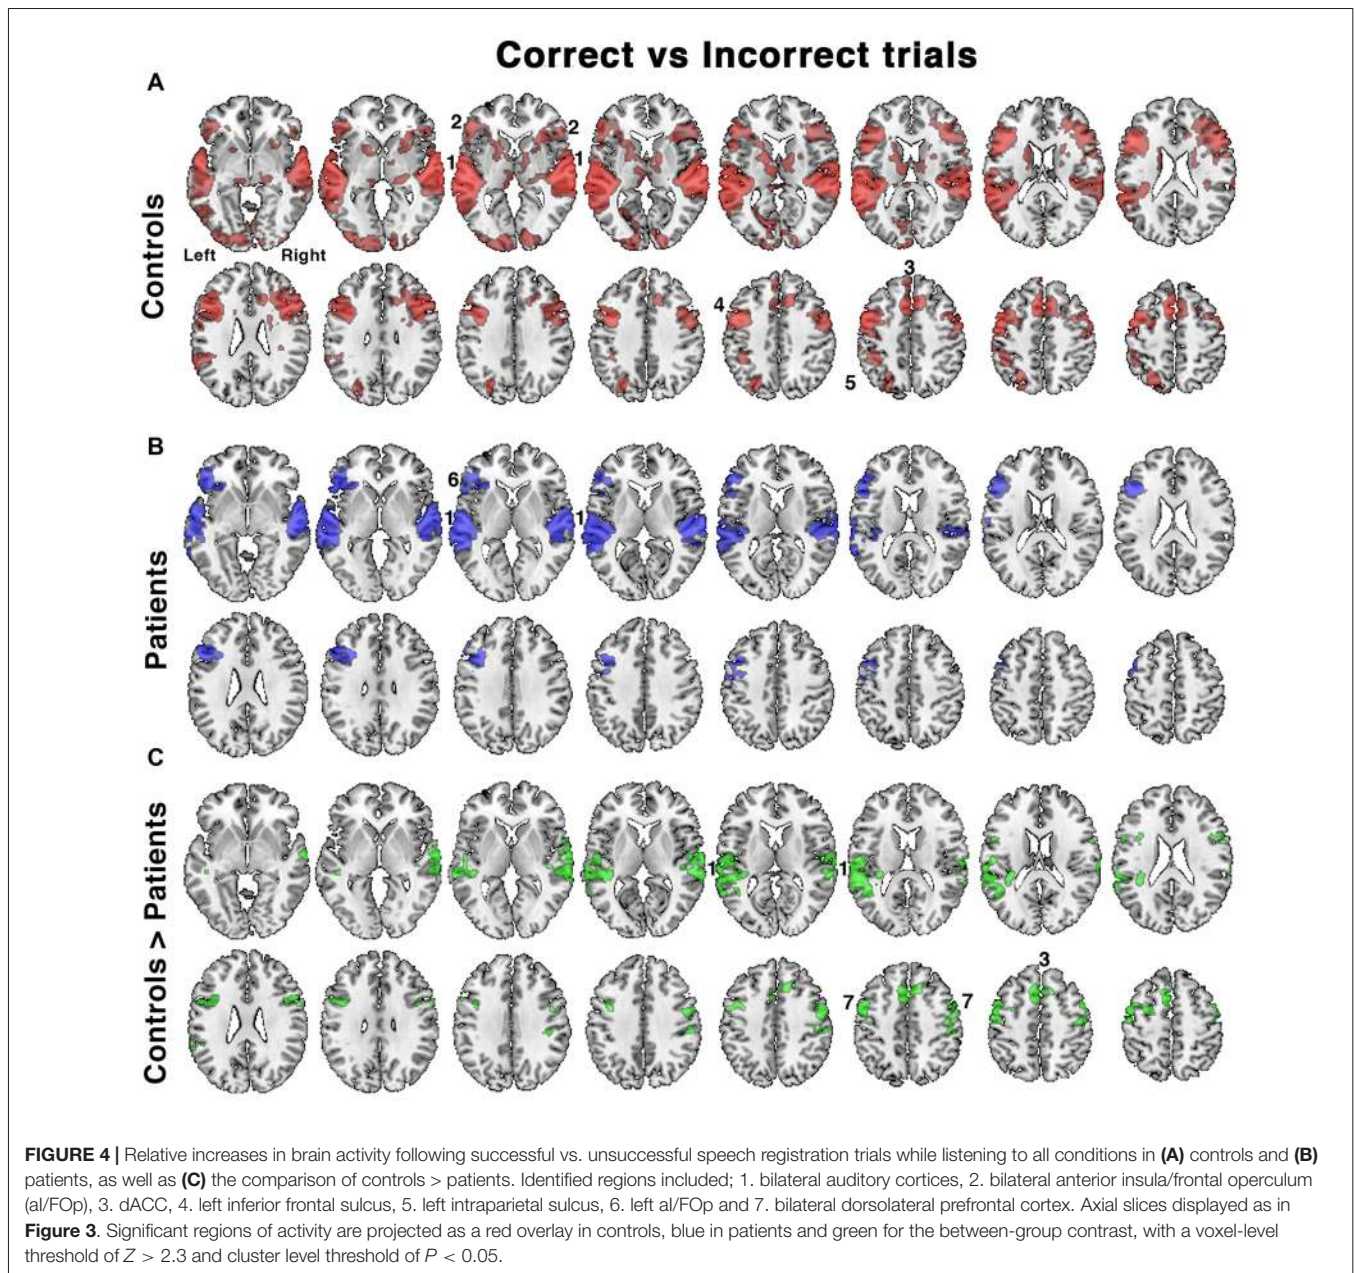 Correct vs Incorrect trials
A
Controls
2
2
1
1
Left
Right
3
4
5
B
Patients
6
1
1
C
Controls > Patients
1
1
3
7
7
FIGURE 4 | Relative increases in brain activity following successful vs. unsuccessful speech registration trials while listening to all conditions in (A) controls and (B)
patients, as well as (C) the comparison of controls > patients. Identified regions included; 1. bilateral auditory cortices, 2. bilateral anterior insula/frontal operculum
(aI/FOp), 3. dACC, 4. left inferior frontal sulcus, 5. left intraparietal sulcus, 6. left aI/FOp and 7. bilateral dorsolateral prefrontal cortex. Axial slices displayed as in
Figure 3. Significant regions of activity are projected as a red overlay in controls, blue in patients and green for the between-group contrast, with a voxel-level
threshold of Z > 2.3 and cluster level threshold of P < 0.05.